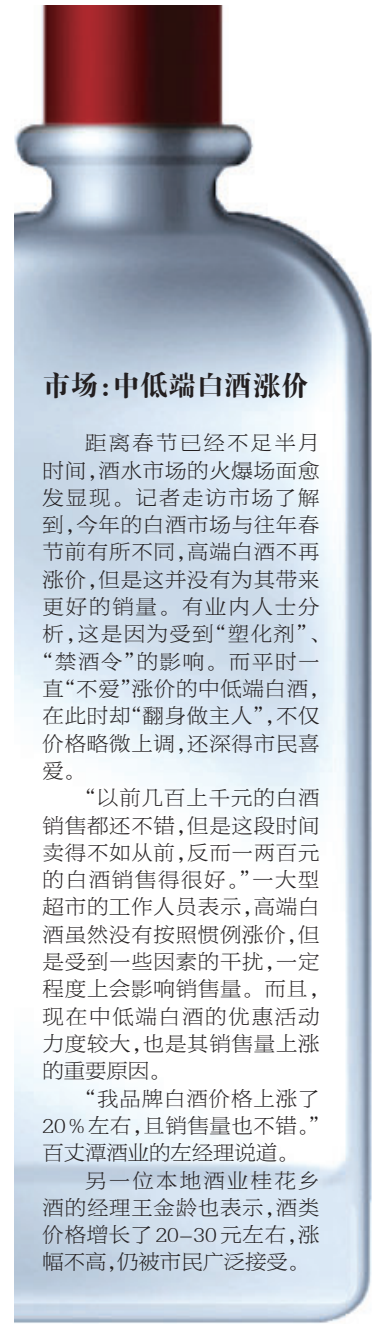 市场:中低端白酒涨价
距离春节已经不足半月
时间,酒水市场的火爆场面愈
发显现。记者走访市场了解
到,今年的白酒市场与往年春
节前有所不同,高端白酒不再
涨价,但是这并没有为其带来
更好的销量。有业内人士分
析,这是因为受到“塑化剂”、
“禁酒令”的影响。而平时一
直“不爱”涨价的中低端白酒,
在此时却“翻身做主人”,不仅
价格略微上调,还深得市民喜
爱。
“以前几百上千元的白酒
销售都还不错,但是这段时间
卖得不如从前,反而一两百元
的白酒销售得很好。”一大型
超市的工作人员表示,高端白
酒虽然没有按照惯例涨价,但
是受到一些因素的干扰,一定
程度上会影响销售量。而且,
现在中低端白酒的优惠活动
力度较大,也是其销售量上涨
的重要原因。
“我品牌白酒价格上涨了
20%左右,且销售量也不错。”
百丈潭酒业的左经理说道。
另一位本地酒业桂花乡
酒的经理王金龄也表示,酒类
价格增长了20–30元左右,涨
幅不高,仍被市民广泛接受。